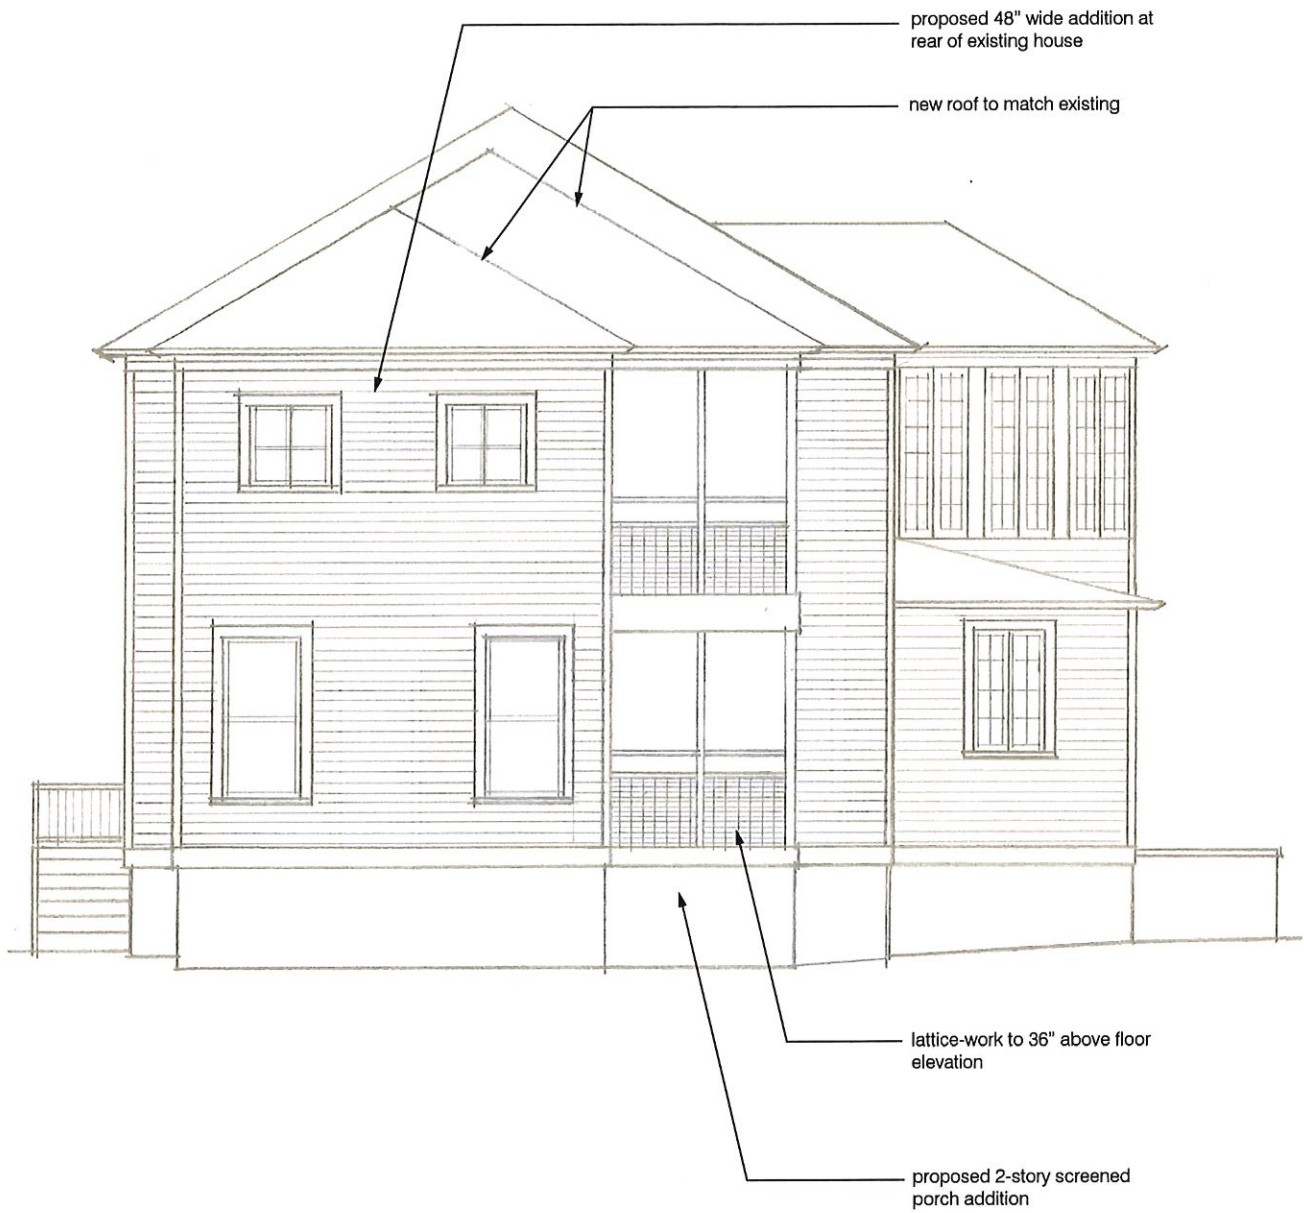 proposed 48" wide addition at
rear of existing house
new roof to match existing
lattice-work to 36" above floor
elevation
proposed 2-story screened
porch addition